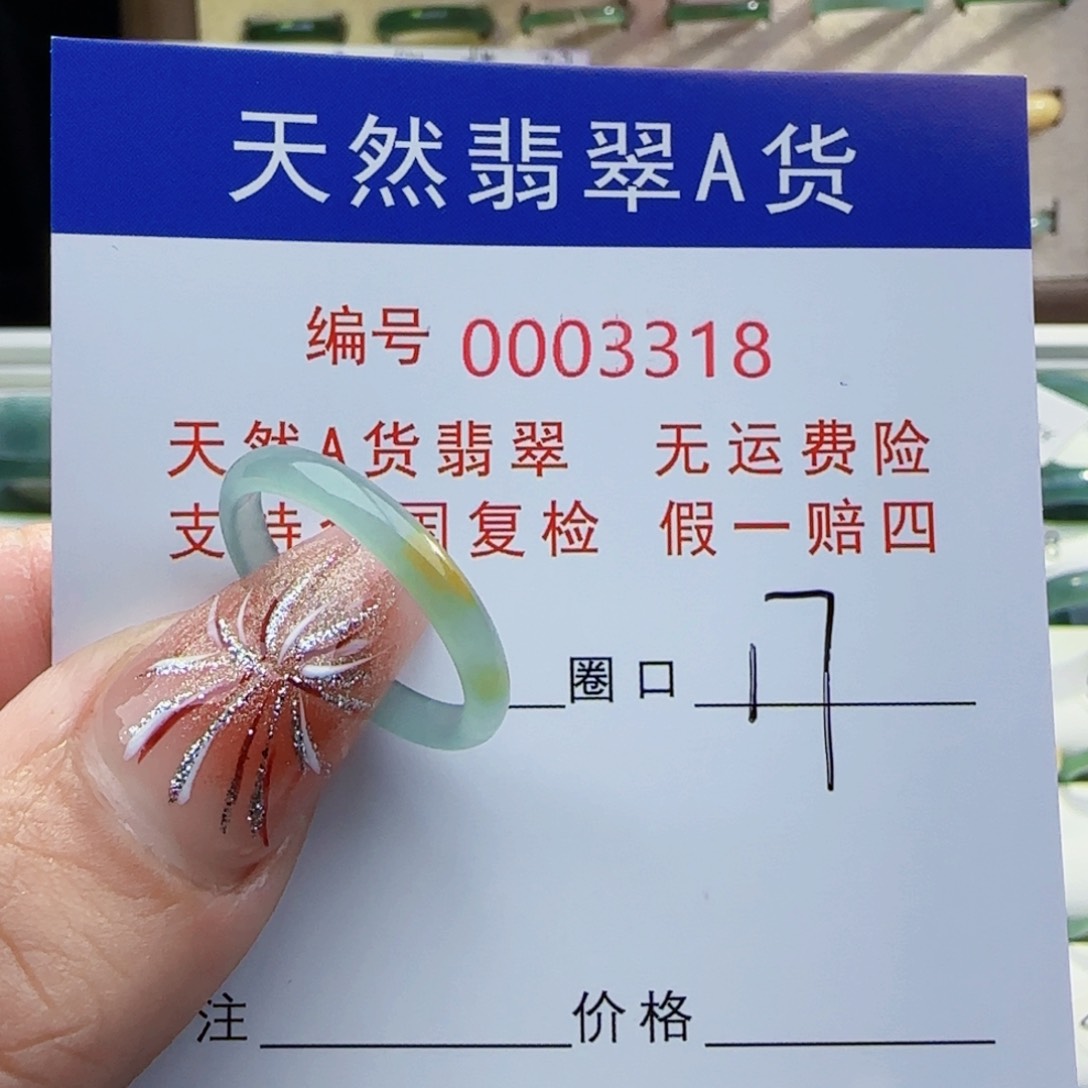 天然翡翠A货
编号 0003318
天然A货翡翠 无运费险
支持 国复检 假一赔四
圈口 17
注 价格